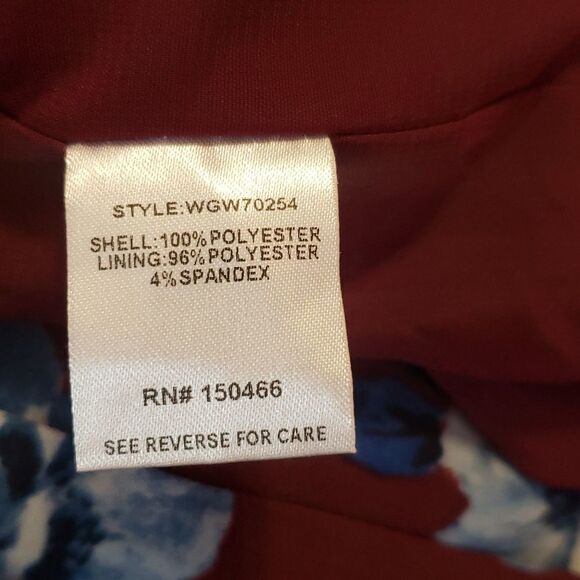 STYLE:WGW70254
SHELL:100%POLYESTER
LINING:96%POLYESTER
4%SPANDEX
RN# 150466
SEE REVERSE FOR CARE